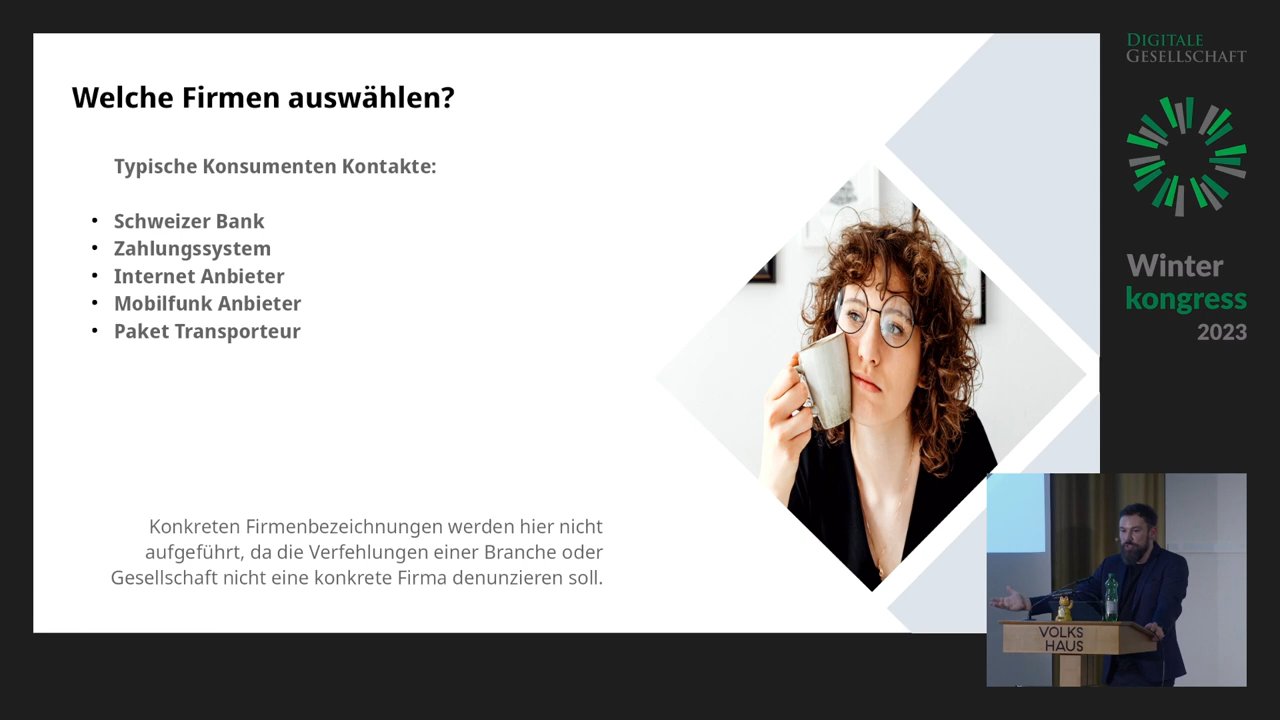 Welche Firmen auswählen?
Typische Konsumenten Kontakte:
• Schweizer Bank
• Zahlungssystem
• Internet Anbieter
• Mobilfunk Anbieter
• Paket Transporteur
Konkreten Firmenbezeichnungen werden hier nicht
aufgeführt, da die Verfehlungen einer Branche oder
Gesellschaft nicht eine konkrete Firma denunzieren soll.
DIGITALE
GESELLSCHAFT
Winter
kongress
2023
VOLKS
HAUS